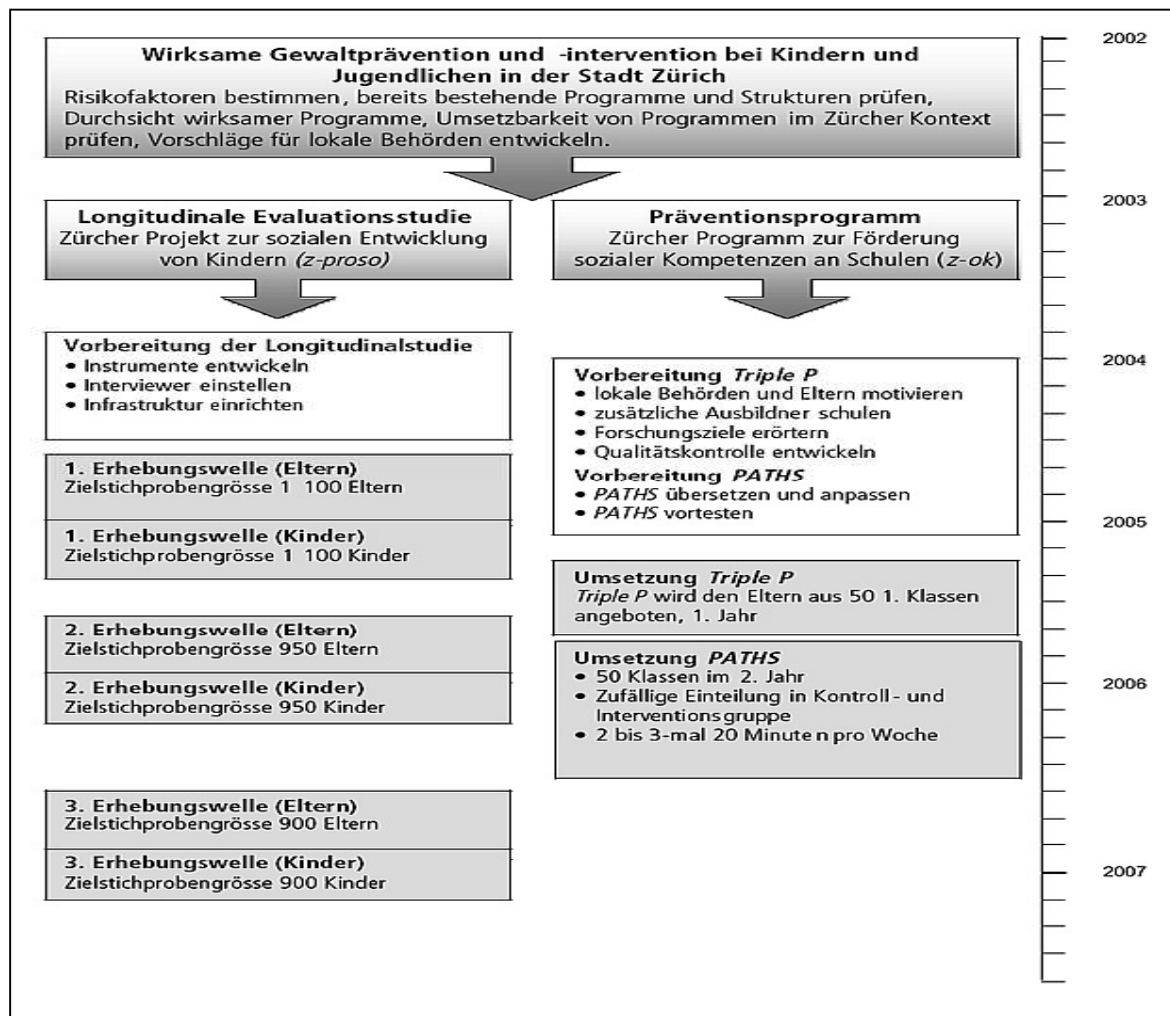 Wirksame Gewaltprävention und -intervention bei Kindern und
Jugendlichen in der Stadt Zürich
Risikofaktoren bestimmen, bereits bestehende Programme und Strukturen prüfen,
Durchsicht wirksamer Programme, Umsetzbarkeit von Programmen im Zürcher Kontext
prüfen, Vorschläge für lokale Behörden entwickeln.
Longitudinale Evaluationsstudie
Zürcher Projekt zur sozialen Entwicklung
von Kindern (z-proso)
Vorbereitung der Longitudinalstudie
• Instrumente entwickeln
• Interviewer einstellen
• Infrastruktur einrichten
1. Erhebungswelle (Eltern)
Zielstichprobengrösse 1 100 Eltern
1. Erhebungswelle (Kinder)
Zielstichprobengrösse 1 100 Kinder
2. Erhebungswelle (Eltern)
Zielstichprobengrösse 950 Eltern
2. Erhebungswelle (Kinder)
Zielstichprobengrösse 950 Kinder
3. Erhebungswelle (Eltern)
Zielstichprobengrösse 900 Eltern
3. Erhebungswelle (Kinder)
Zielstichprobengrösse 900 Kinder
Präventionsprogramm
Zürcher Programm zur Förderung
sozialer Kompetenzen an Schulen (z-ok)
Vorbereitung Triple P
• lokale Behörden und Eltern motivieren
• zusätzliche Ausbildner schulen
• Forschungsziele erörtern
• Qualitätskontrolle entwickeln
Vorbereitung PATHS
• PATHS übersetzen und anpassen
• PATHS vortesten
Umsetzung Triple P
Triple P wird den Eltern aus 50 1. Klassen
angeboten, 1. Jahr
Umsetzung PATHS
• 50 Klassen im 2. Jahr
• Zufällige Einteilung in Kontroll- und
Interventionsgruppe
• 2 bis 3-mal 20 Minuten pro Woche
2002
2003
2004
2005
2006
2007